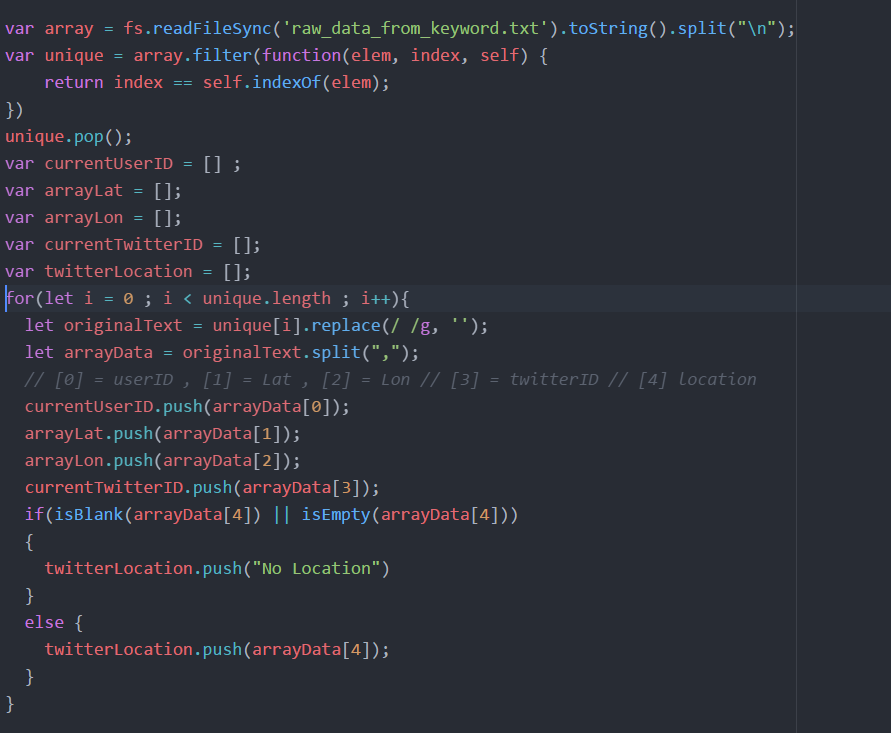 var array = fs.readFileSync('raw_data_from_keyword.txt').toString().split("\n");
var unique = array.filter(function(elem, index, self) {
    return index == self.indexOf(elem);
})
unique.pop();
var currentUserID = [] ;
var arrayLat = [];
var arrayLon = [];
var currentTwitterID = [];
var twitterLocation = [];
for(let i = 0 ; i < unique.length ; i++){
  let originalText = unique[i].replace(/ /g, '');
  let arrayData = originalText.split(",");
  // [0] = userID , [1] = Lat , [2] = Lon // [3] = twitterID // [4] location
  currentUserID.push(arrayData[0]);
  arrayLat.push(arrayData[1]);
  arrayLon.push(arrayData[2]);
  currentTwitterID.push(arrayData[3]);
  if(isBlank(arrayData[4]) || isEmpty(arrayData[4]))
  {
    twitterLocation.push("No Location")
  }
  else {
    twitterLocation.push(arrayData[4]);
  }
}